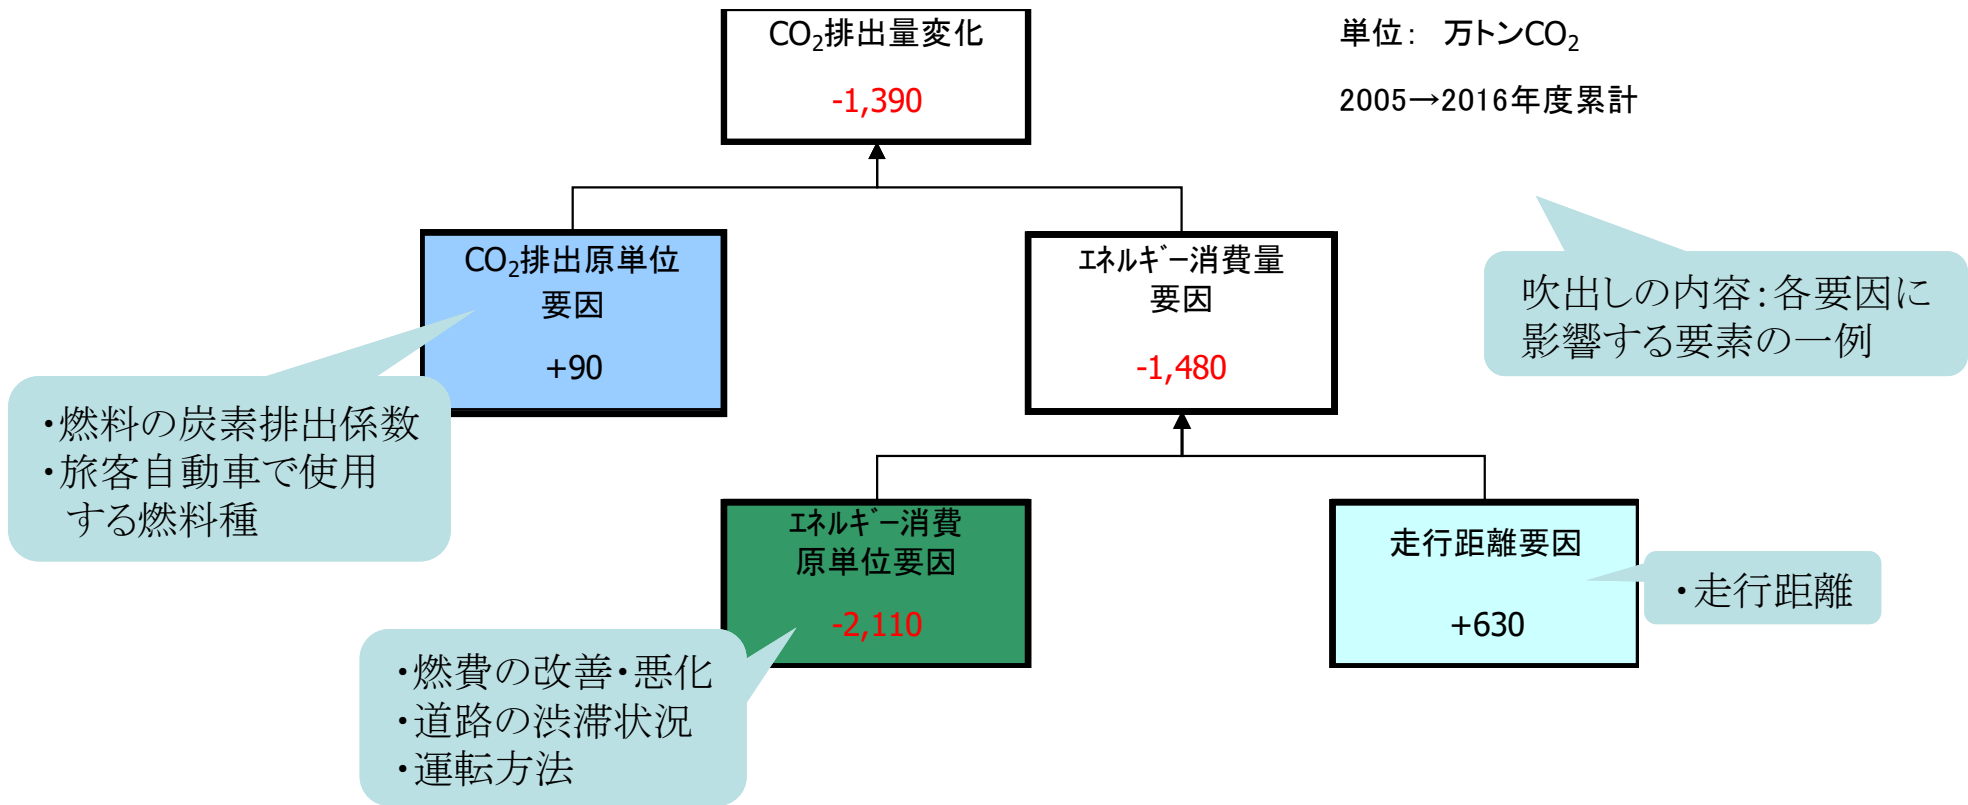 CO₂排出量変化
-1,390
単位： 万トンCO₂
2005→2016年度累計
CO₂排出原単位
要因
+90
ｴﾈﾙｷﾞｰ消費量
要因
-1,480
吹出しの内容：各要因に
影響する要素の一例
・燃料の炭素排出係数
・旅客自動車で使用
する燃料種
ｴﾈﾙｷﾞｰ消費
原単位要因
-2,110
走行距離要因
+630
・走行距離
・燃費の改善・悪化
・道路の渋滞状況
・運転方法